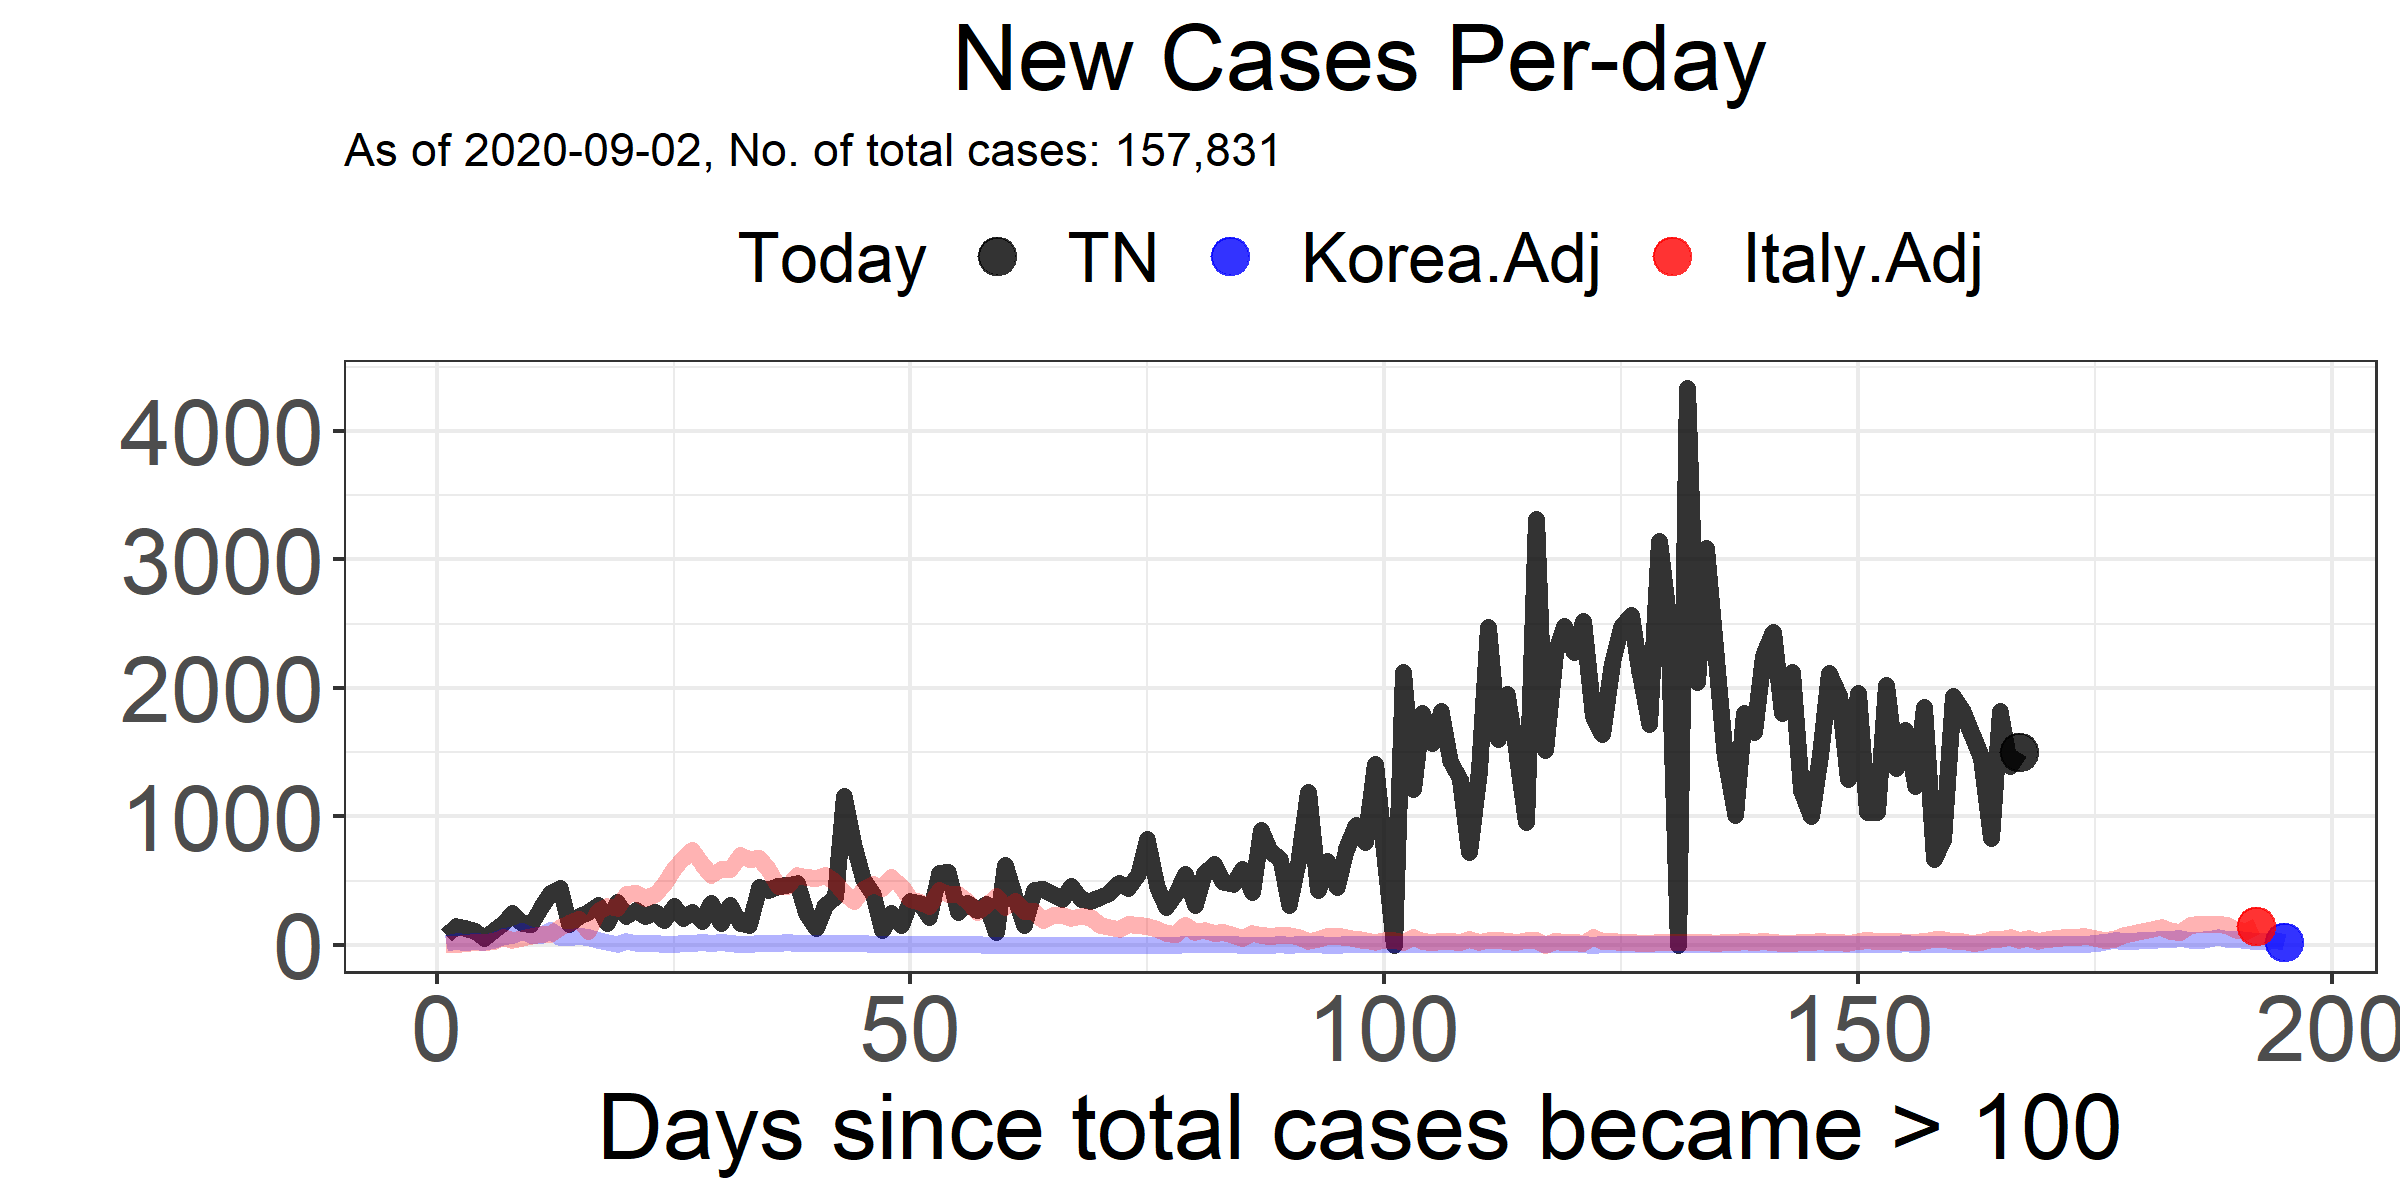 New Cases Per-day
As of 2020-09-02, No. of total cases: 157,831
Today TN Korea.Adj Italy.Adj
4000
3000
2000
1000
0
0 50 100 150 200
Days since total cases became > 100